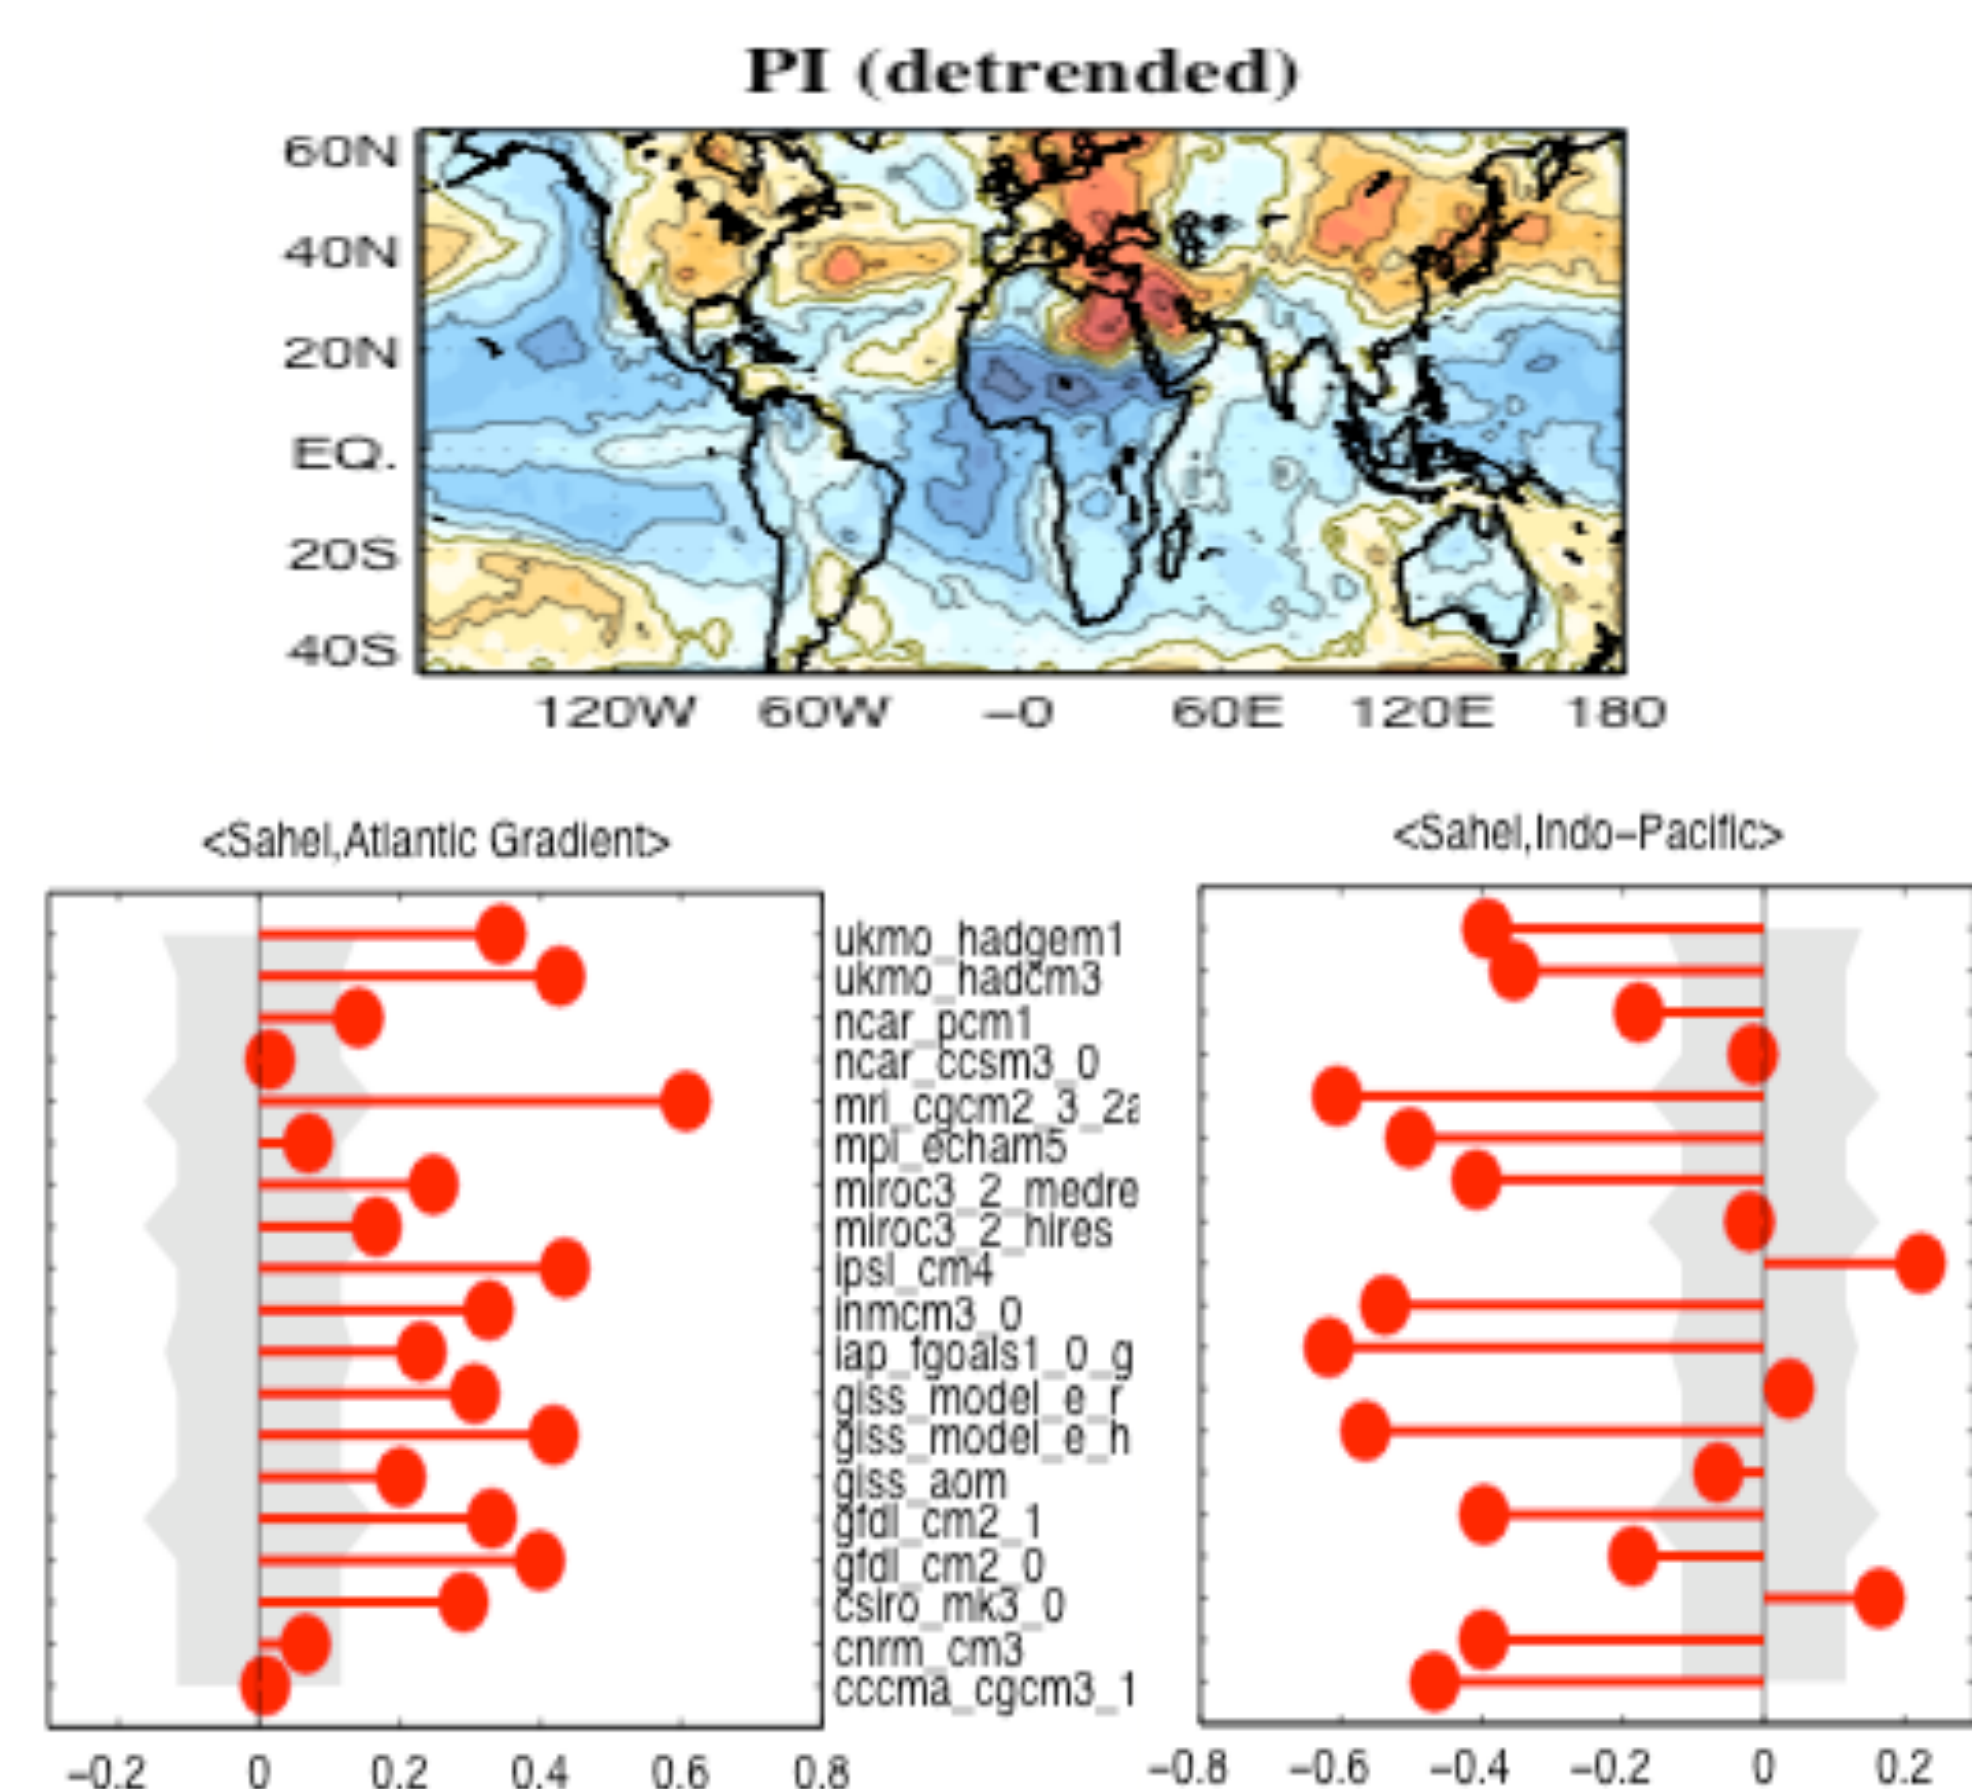 PI (detrended)
60N
40N
20N
EQ.
20S
40S
120W 60W −0 60E 120E 180
<Sahel,Atlantic Gradient>
<Sahel,Indo−Pacific>
ukmo_hadgem1
ukmo_hadcm3
ncar_pcm1
ncar_ccsm3_0
mri_cgcm2_3_2a
mpi_echam5
miroc3_2_medre
miroc3_2_hires
ipsl_cm4
inmcm3_0
iap_fgoals1_0_g
giss_model_e_r
giss_model_e_h
giss_aom
gfdl_cm2_1
gfdl_cm2_0
csiro_mk3_0
cnrm_cm3
cccma_cgcm3_1
−0.2 0 0.2 0.4 0.6 0.8
−0.8 −0.6 −0.4 −0.2 0 0.2